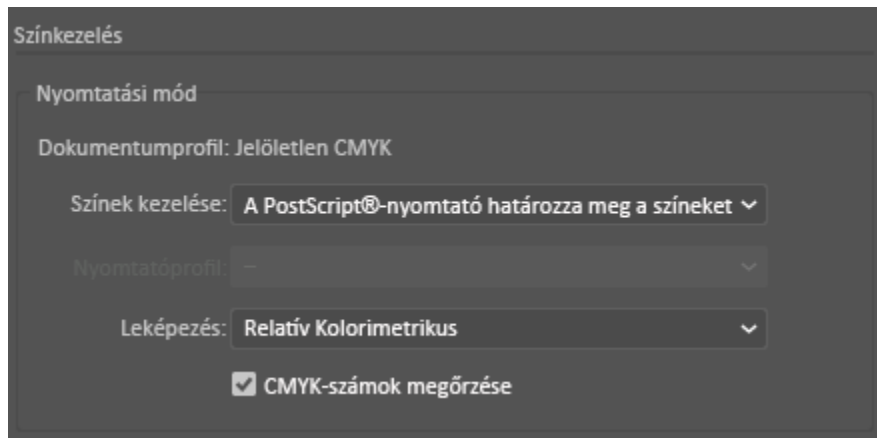 Színkezelés
Nyomtatási mód
Dokumentumprofil: Jelöletlen CMYK
Színek kezelése: A PostScript®-nyomtató határozza meg a színeket
Nyomtatóprofil: –
Leképezés: Relatív Kolorimetrikus
CMYK-számok megőrzése